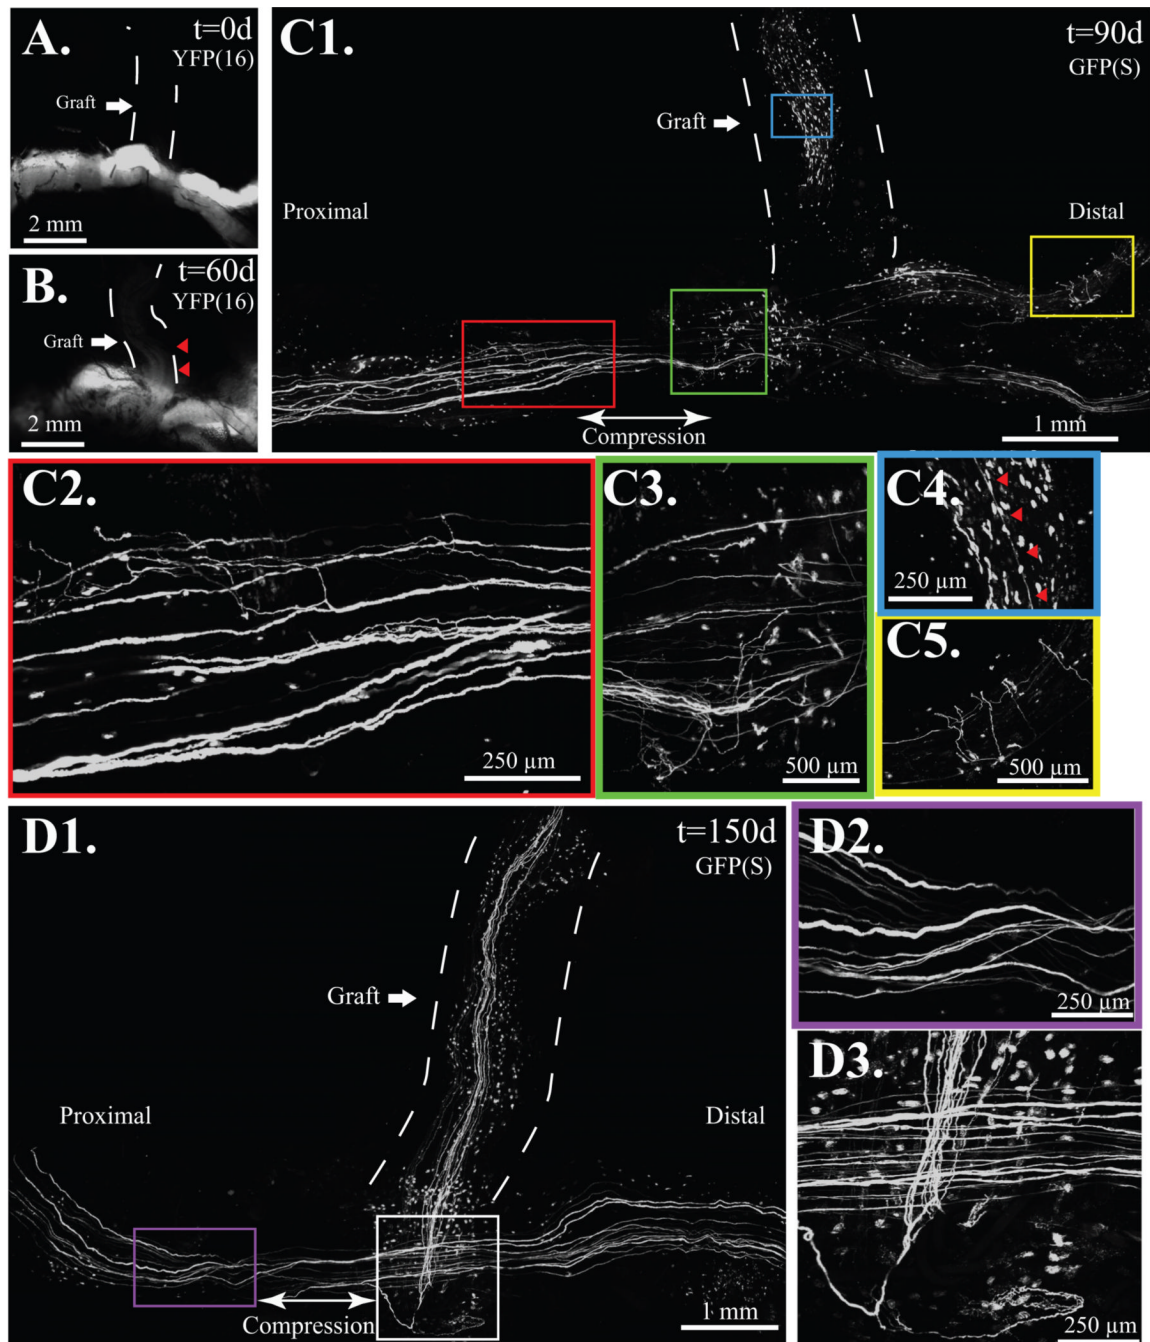 A.
t=0d
YFP(16)
Graft
2 mm
B.
t=60d
YFP(16)
Graft
2 mm
C1.
t=90d
GFP(S)
Graft
Proximal
Distal
Compression
1 mm
C2.
250 µm
C3.
500 µm
C4.
250 µm
C5.
500 µm
D1.
t=150d
GFP(S)
Graft
Proximal
Distal
Compression
1 mm
D2.
250 µm
D3.
250 µm